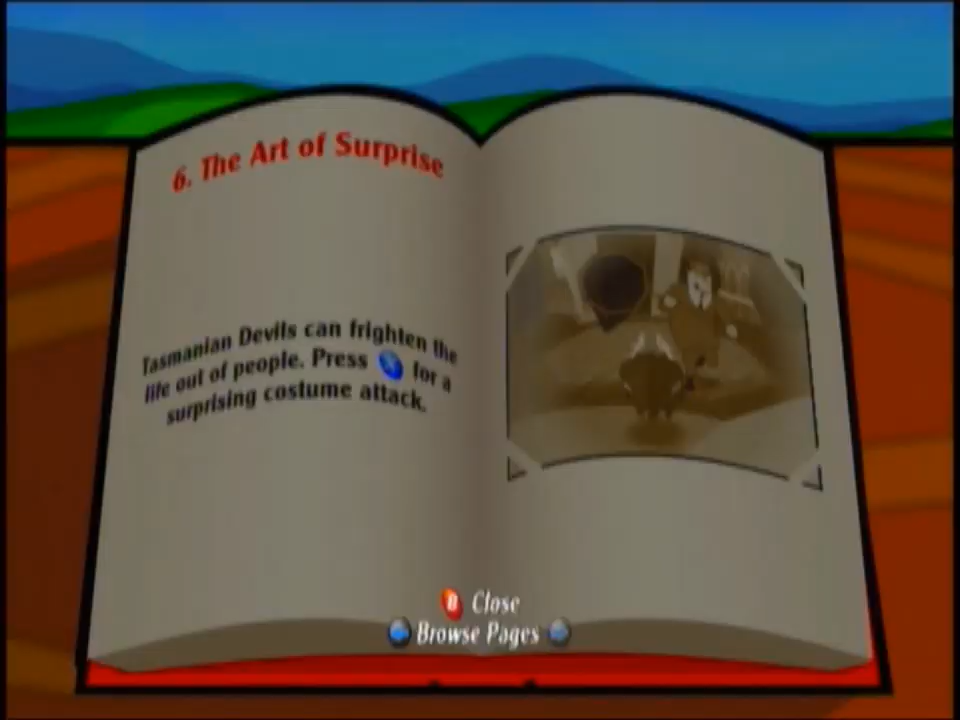 6. The Art of Surprise
Tasmanian Devils can frighten the
life out of people. Press for a
surprising costume attack.
Close
Browse Pages